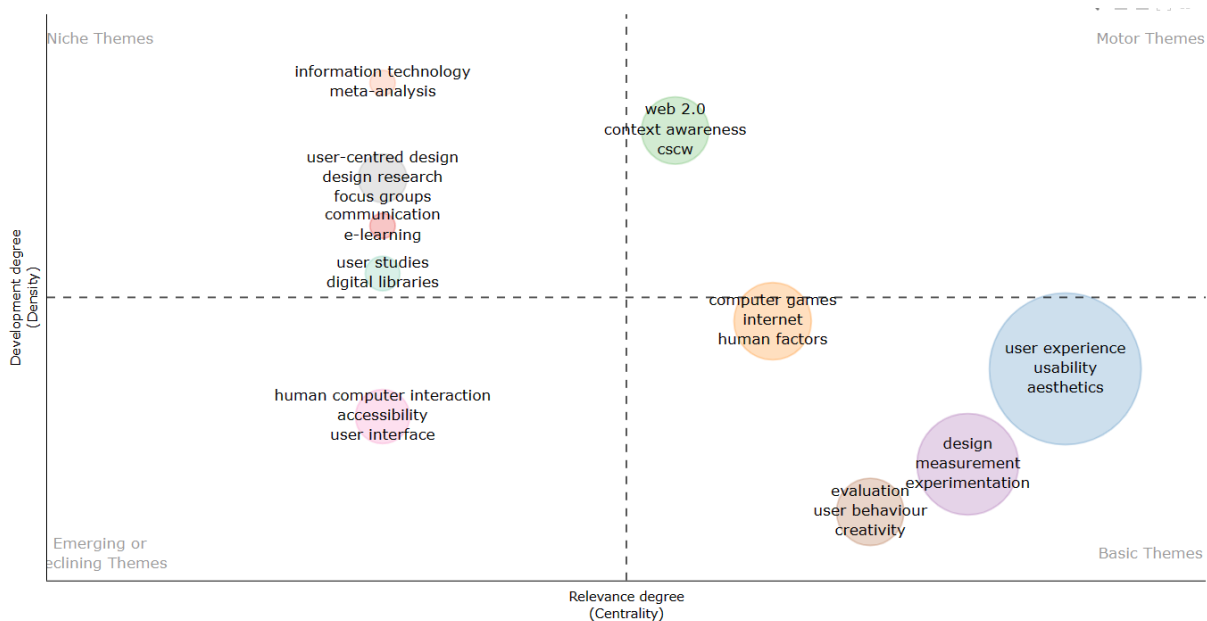 Niche Themes
Motor Themes
information technology
meta-analysis
web 2.0
context awareness
cscw
user-centred design
design research
focus groups
communication
e-learning
user studies
digital libraries
computer games
internet
human factors
user experience
usability
aesthetics
human computer interaction
accessibility
user interface
design
measurement
experimentation
evaluation
user behaviour
creativity
Emerging or
eclining Themes
Basic Themes
Development degree
(Density)
Relevance degree
(Centrality)